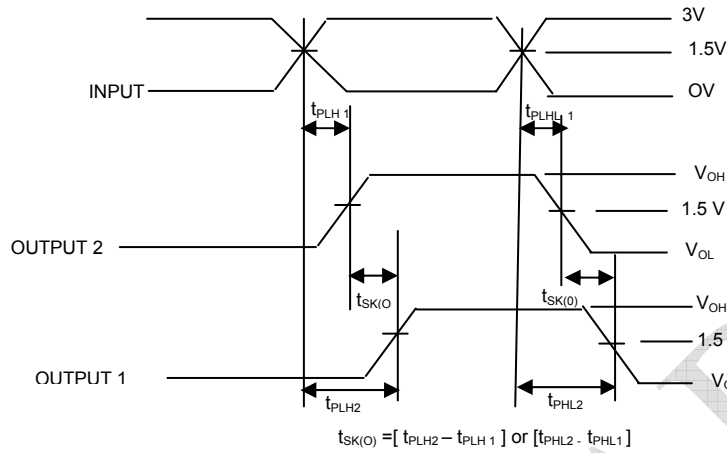 3V
1.5V
INPUT
OV
tPLH 1
tPLHL 1
VOH
1.5 V
OUTPUT 2
VOL
tSK(O
tSK(0)
VOH
1.5
OUTPUT 1
tPLH2
tPHL2
tSK(O) =[ tPLH2 – tPLH 1 ] or [tPHL2 - tPHL1 ]